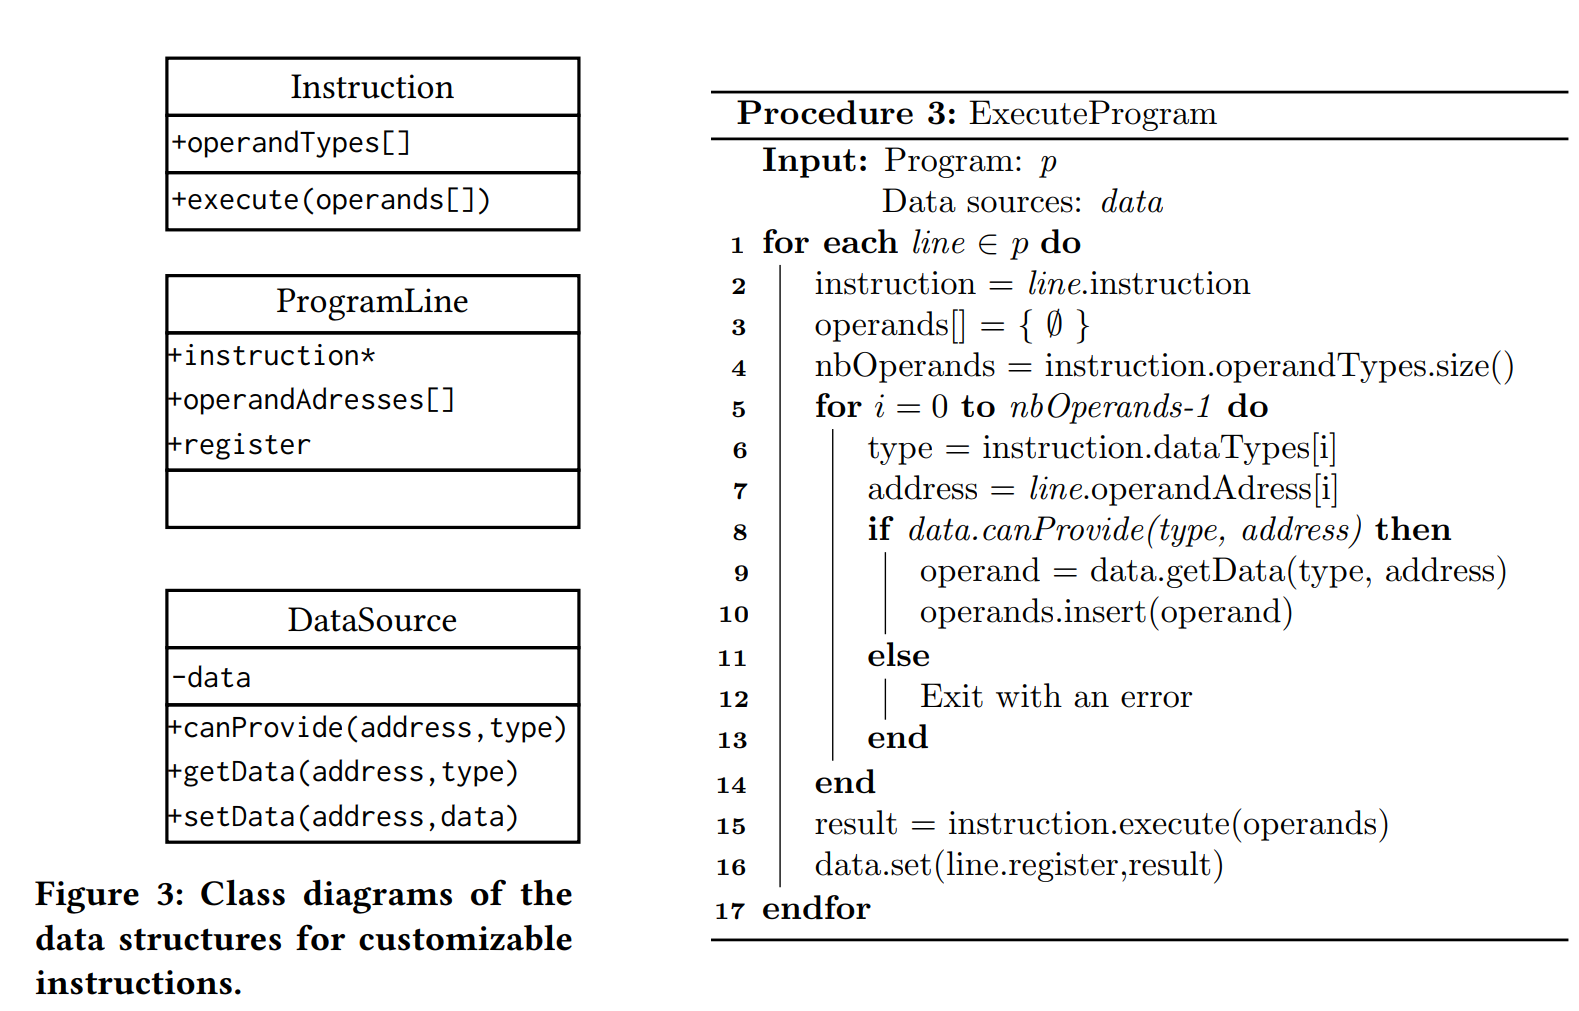 Instruction
+operandTypes[]
+execute(operands[])
ProgramLine
+instruction*
+operandAdresses[]
+register
DataSource
-data
+canProvide(address,type)
+getData(address,type)
+setData(address,data)
Figure 3: Class diagrams of the
data structures for customizable
instructions.
Procedure 3: ExecuteProgram
Input: Program: p
Data sources: data
1 for each line ∈ p do
2 instruction = line.instruction
3 operands[] = { ∅ }
4 nbOperands = instruction.operandTypes.size()
5 for i = 0 to nbOperands-1 do
6 type = instruction.dataTypes[i]
7 address = line.operandAdress[i]
8 if data.canProvide(type, address) then
9 operand = data.getData(type, address)
10 operands.insert(operand)
11 else
12 Exit with an error
13 end
14 end
15 result = instruction.execute(operands)
16 data.set(line.register,result)
17 endfor